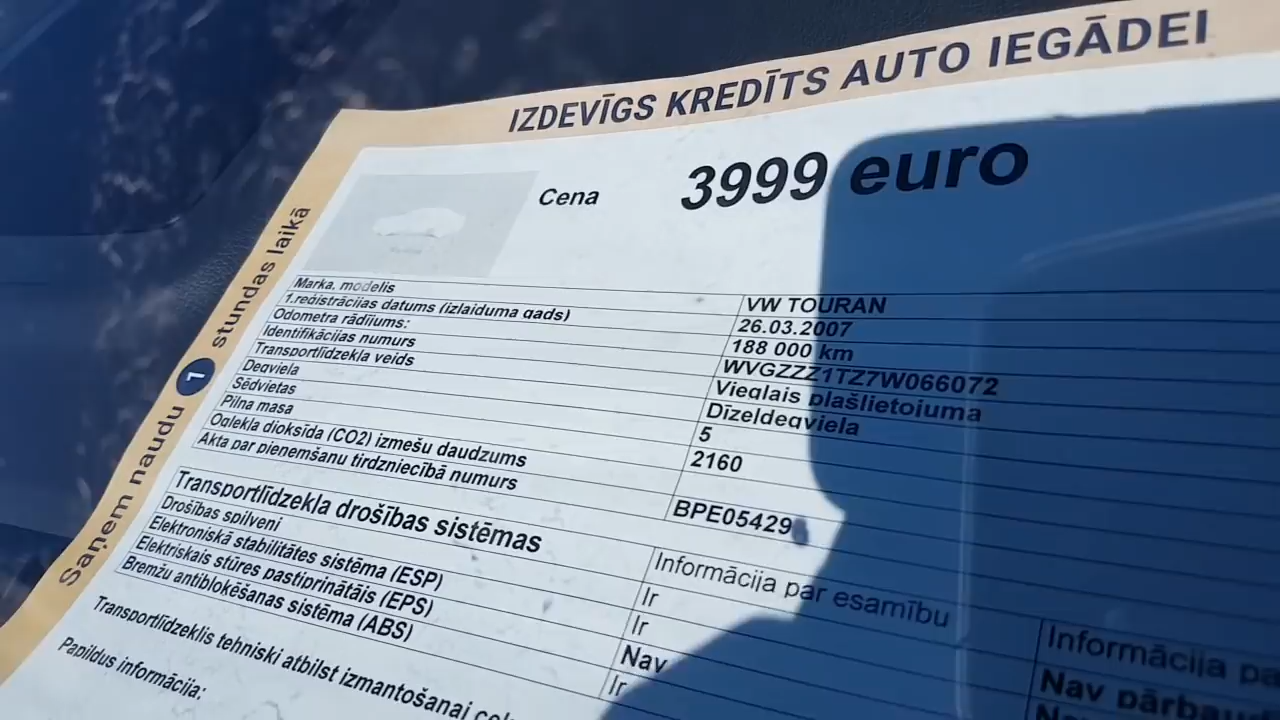 IZDEVĪGS KREDĪTS AUTO IEGĀDEI
Saņem naudu 1 stundas laikā
Cena 3999 euro
Marka, modelis VW TOURAN
1.reģistrācijas datums (izlaiduma gads) 26.03.2007
Odometra rādījums: 188 000 km
Identifikācijas numurs WVGZZZ1TZ7W066072
Transportlīdzekļa veids Vieglais plašlietojuma
Degviela Dīzeldegviela
Sēdvietas 5
Pilna masa 2160
Oglekļa dioksīda (CO2) izmešu daudzums
Akta par pieņemšanu tirdzniecībā numurs BPE05429
Transportlīdzekļa drošības sistēmas Informācija par esamību Informācija
Drošības spilveni Ir Nav
Elektroniskā stabilitātes sistēma (ESP) Ir
Elektriskais stūres pastiprinātājs (EPS) Nav
Bremžu antibloķēšanas sistēma (ABS) Ir
Transportlīdzeklis tehniski atbilst izmantošanai
Papildus informācija: